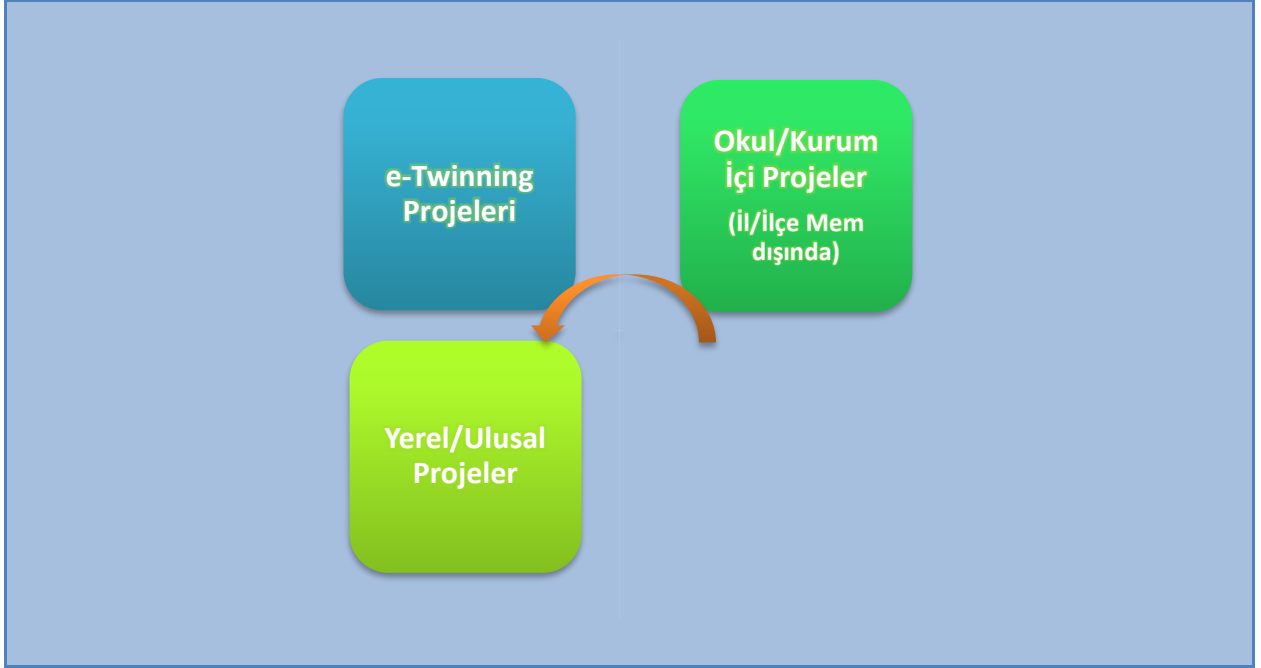 e-Twinning
Projeleri
Okul/Kurum
İçi Projeler
(İl/İlçe Mem
dışında)
Yerel/Ulusal
Projeler